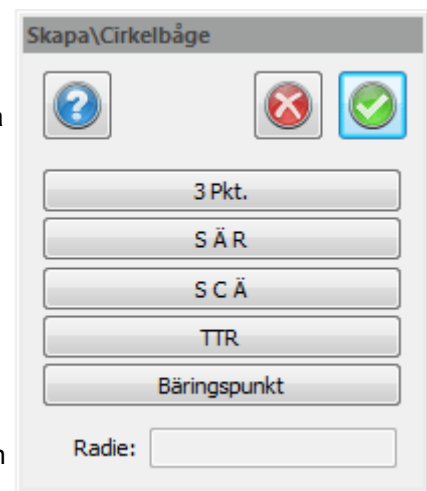 Skapa\Cirkelbåge
a
3 Pkt.
S Ä R
S C Ä
TTR
Bäringspunkt
n Radie: